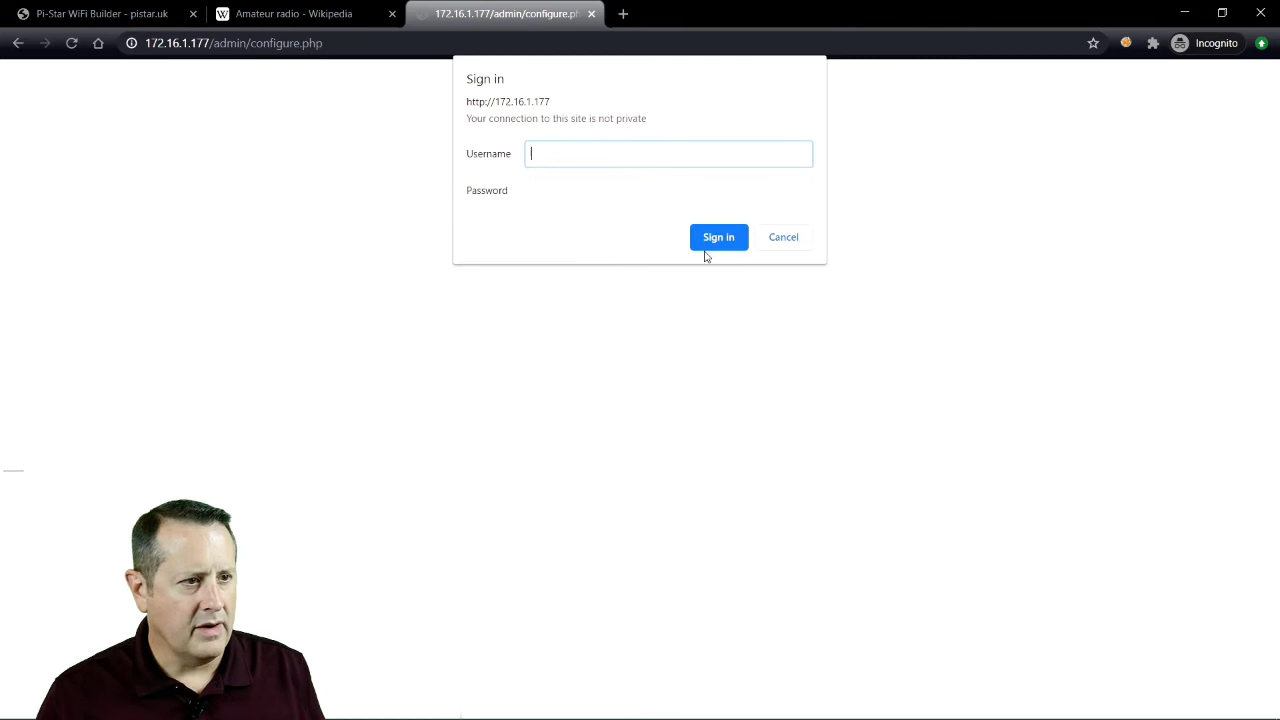 Pi-Star WiFi Builder - pistar.uk
Amateur radio - Wikipedia
172.16.1.177/admin/configure.ph
172.16.1.177/admin/configure.php
Incognito
Sign in
http://172.16.1.177
Your connection to this site is not private
Username
Password
Sign in
Cancel